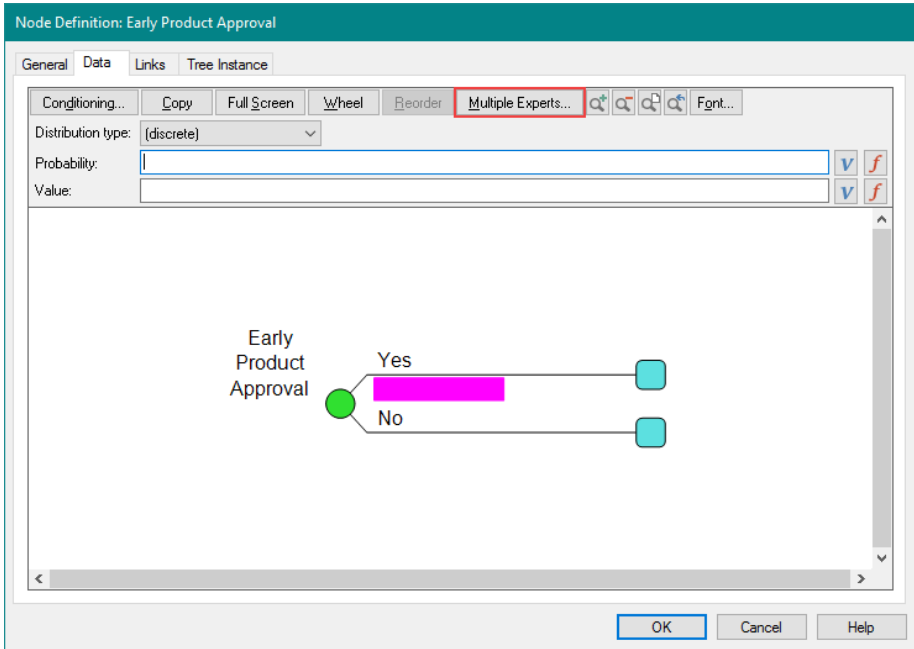 Node Definition: Early Product Approval
General Data Links Tree Instance
Conditioning... Copy Full Screen Wheel Reorder Multiple Experts... Font...
Distribution type: (discrete)
Probability: V f
Value: V f
Early
Product
Approval
Yes
No
OK Cancel Help